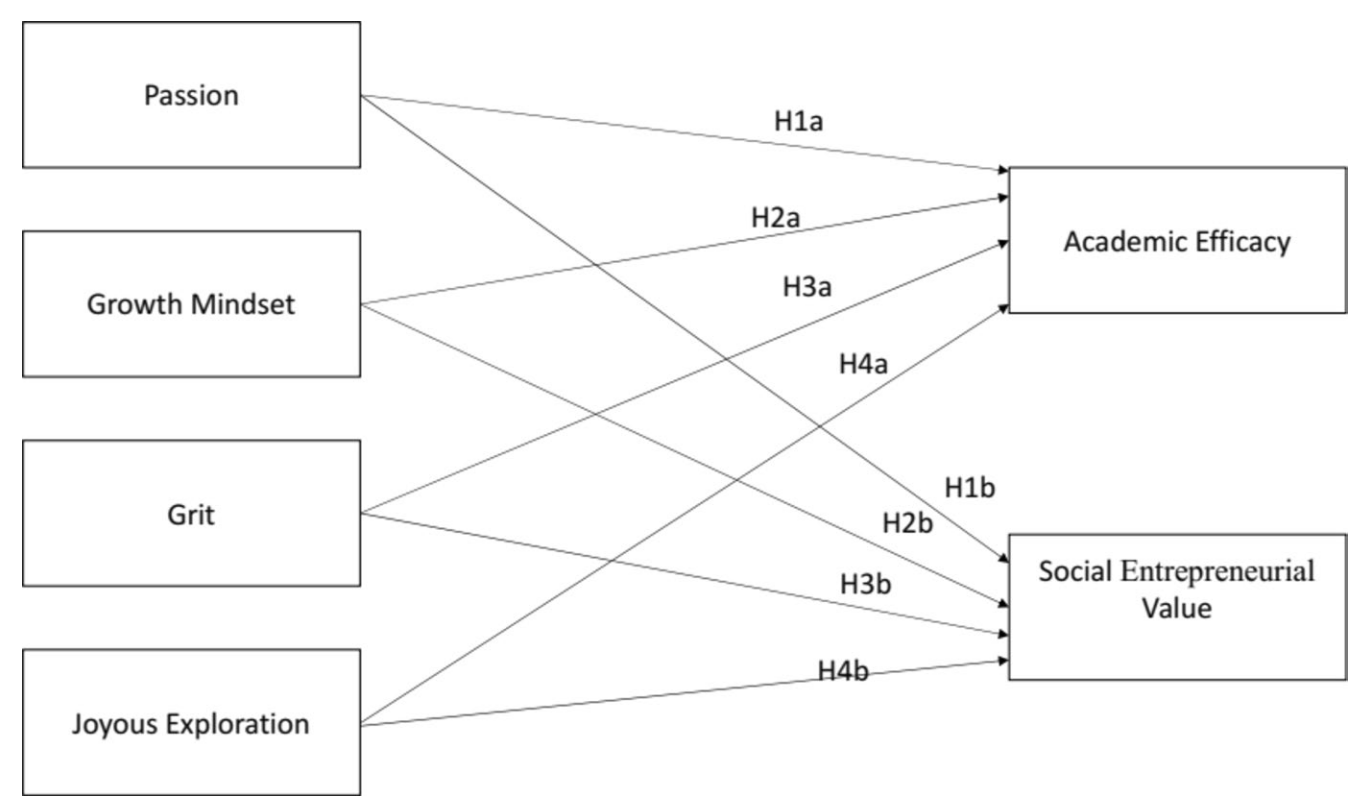 Passion
H1a
H2a
Academic Efficacy
Growth Mindset
H3a
H4a
Grit
H1b
H2b
Social Entrepreneurial
Value
H3b
H4b
Joyous Exploration